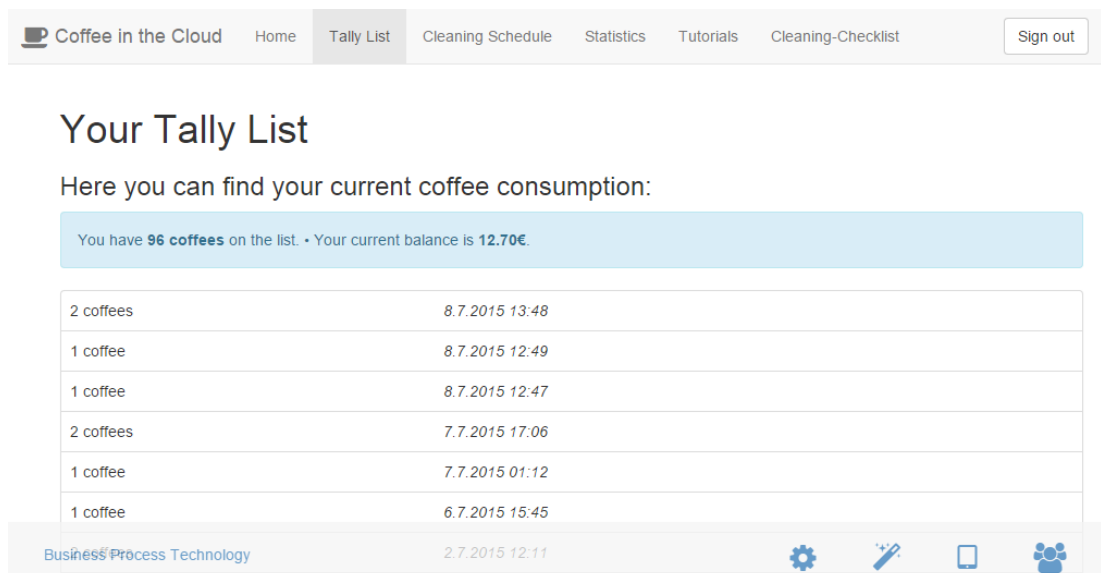 Coffee in the Cloud Home Tally List Cleaning Schedule Statistics Tutorials Cleaning-Checklist Sign out
Your Tally List
Here you can find your current coffee consumption:
You have 96 coffees on the list. • Your current balance is 12.70€.
2 coffees 8.7.2015 13:48
1 coffee 8.7.2015 12:49
1 coffee 8.7.2015 12:47
2 coffees 7.7.2015 17:06
1 coffee 7.7.2015 01:12
1 coffee 6.7.2015 15:45
coffees 2.7.2015 12:11
Business Process Technology